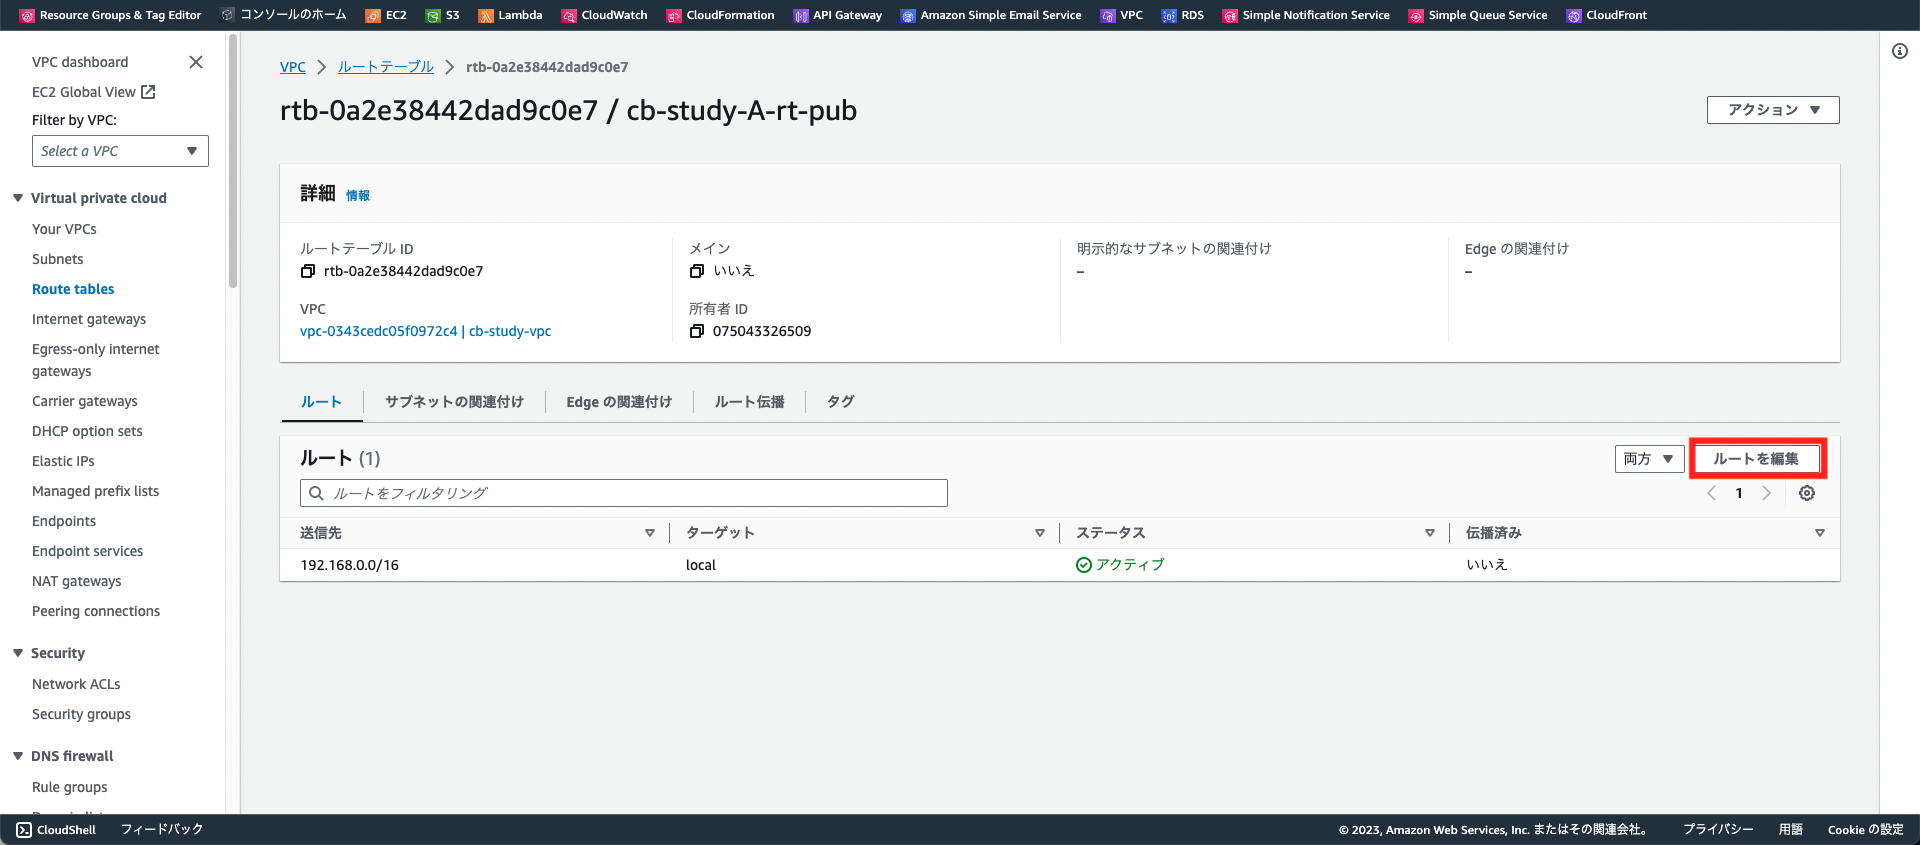 Resource Groups & Tag Editor コンソールのホーム EC2 S3 Lambda CloudWatch CloudFormation API Gateway Amazon Simple Email Service VPC RDS Simple Notification Service Simple Queue Service CloudFront
VPC dashboard
EC2 Global View
Filter by VPC:
Select a VPC
Virtual private cloud
Your VPCs
Subnets
Route tables
Internet gateways
Egress-only internet
gateways
Carrier gateways
DHCP option sets
Elastic IPs
Managed prefix lists
Endpoints
Endpoint services
NAT gateways
Peering connections
Security
Network ACLs
Security groups
DNS firewall
Rule groups
VPC ルートテーブル rtb-0a2e38442dad9c0e7
rtb-0a2e38442dad9c0e7 / cb-study-A-rt-pub
アクション
詳細 情報
ルートテーブル ID
rtb-0a2e38442dad9c0e7
メイン
いいえ
明示的なサブネットの関連付け
–
Edge の関連付け
–
VPC
vpc-0343cedc05f0972c4 | cb-study-vpc
所有者 ID
075043326509
ルート サブネットの関連付け Edge の関連付け ルート伝播 タグ
ルート (1)
両方
ルートを編集
ルートをフィルタリング
1
送信先 ターゲット ステータス 伝播済み
192.168.0.0/16 local アクティブ いいえ
CloudShell フィードバック © 2023, Amazon Web Services, Inc. またはその関連会社。 プライバシー 用語 Cookie の設定